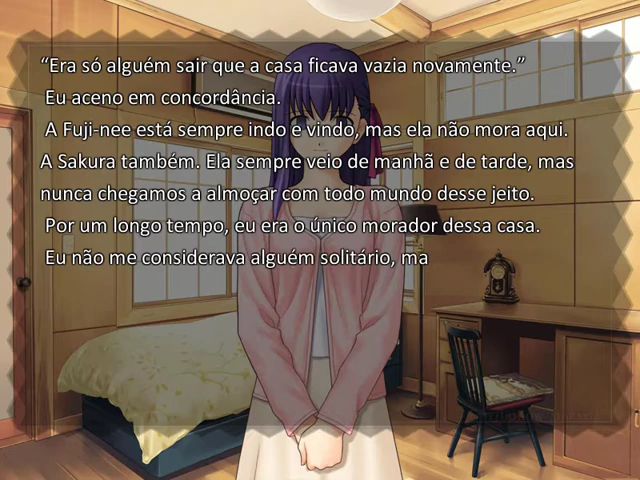 “Era só alguém sair que a casa ficava vazia novamente.”
Eu aceno em concordância.
A Fuji-nee está sempre indo e vindo, mas ela não mora aqui.
A Sakura também. Ela sempre veio de manhã e de tarde, mas
nunca chegamos a almoçar com todo mundo desse jeito.
Por um longo tempo, eu era o único morador dessa casa.
Eu não me considerava alguém solitário, ma